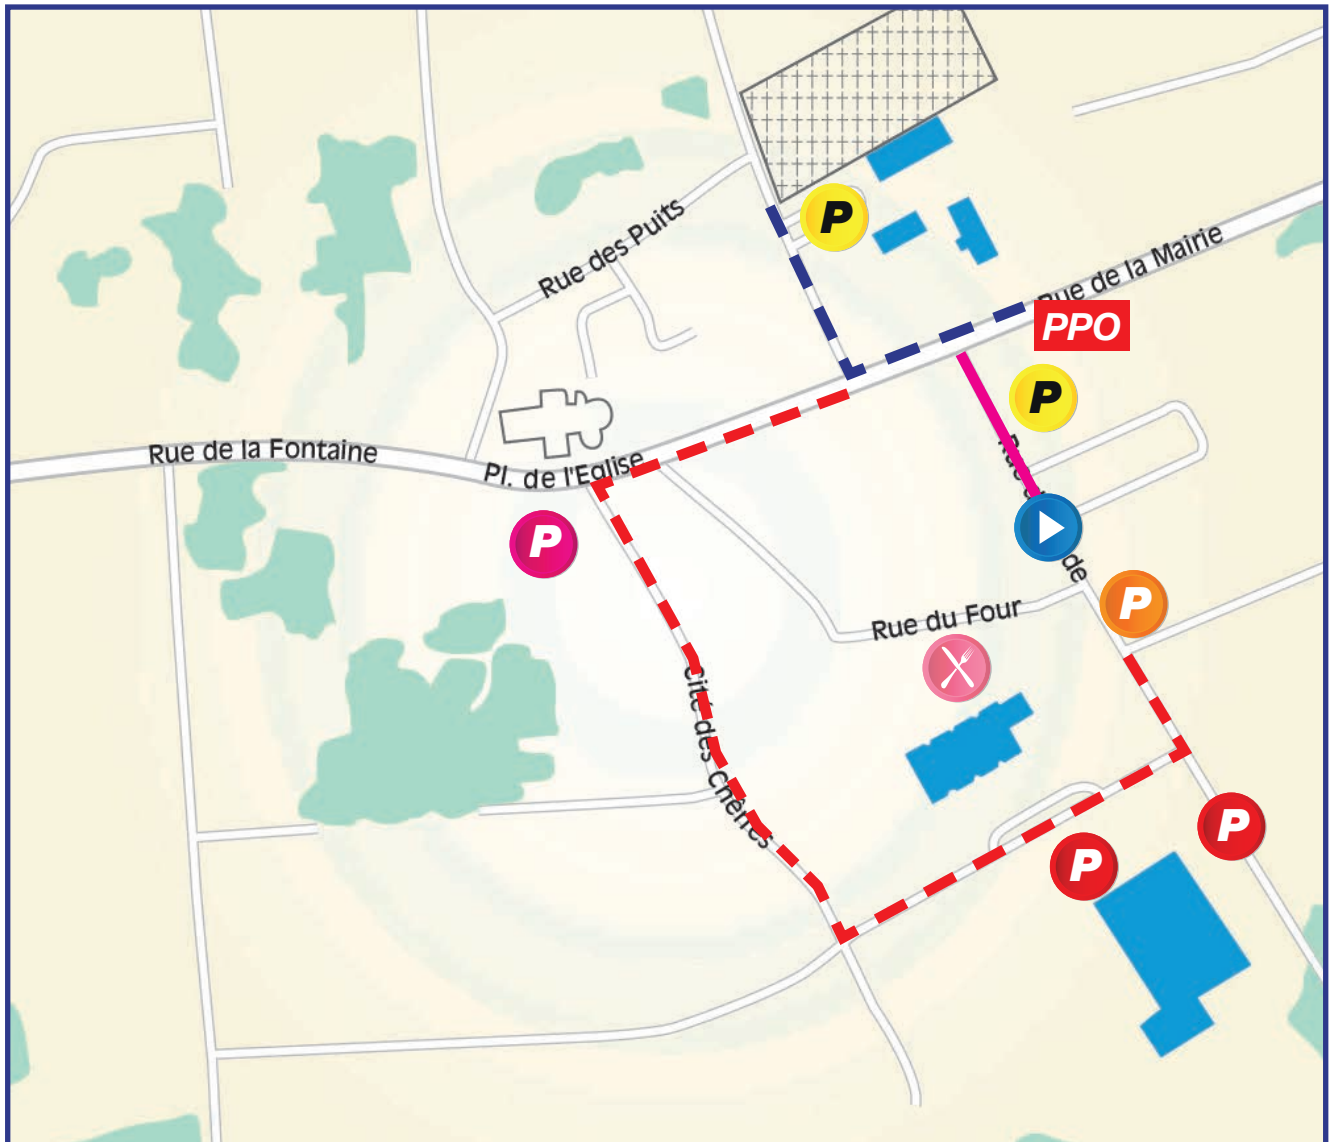 P
Rue des Puits
Rue de la Mairie
PPO
P
Rue de la Fontaine
Pl. de l'Eglise
P
de
P
Rue du Four
Cité des Chênes
P
P